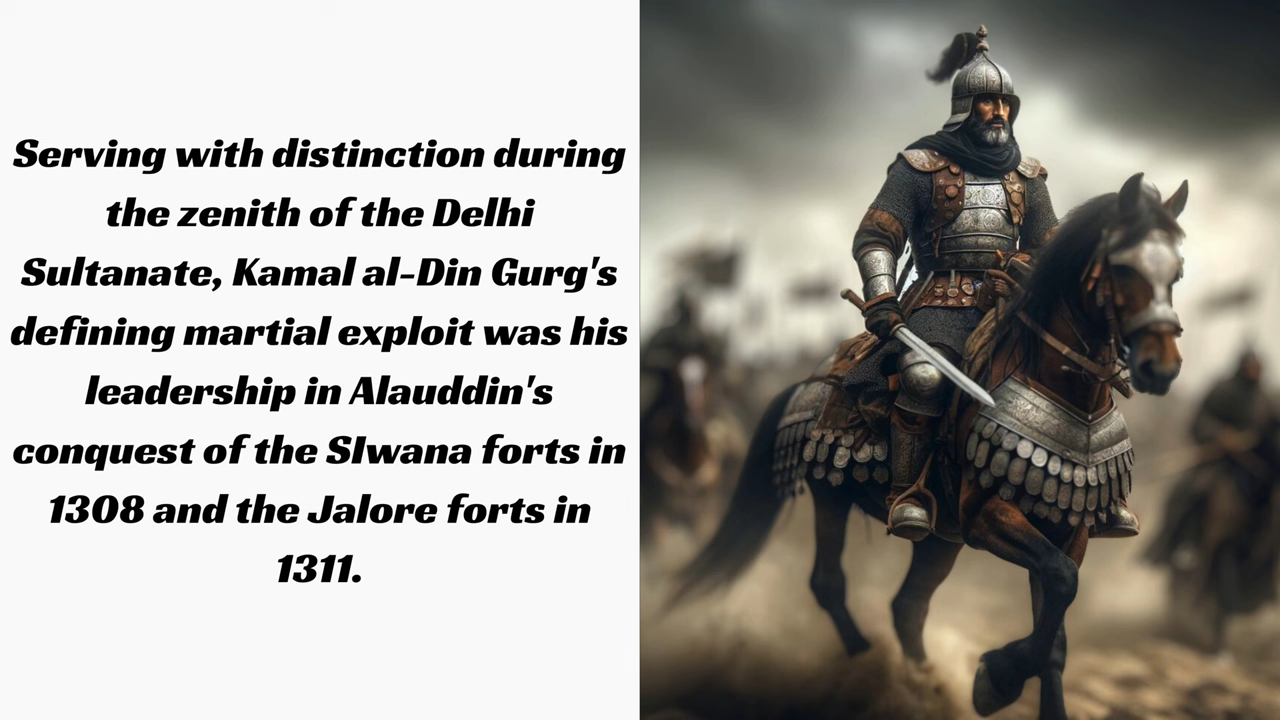 Serving with distinction during
the zenith of the Delhi
Sultanate, Kamal al-Din Gurg's
defining martial exploit was his
leadership in Alauddin's
conquest of the SIwana forts in
1308 and the Jalore forts in
1311.